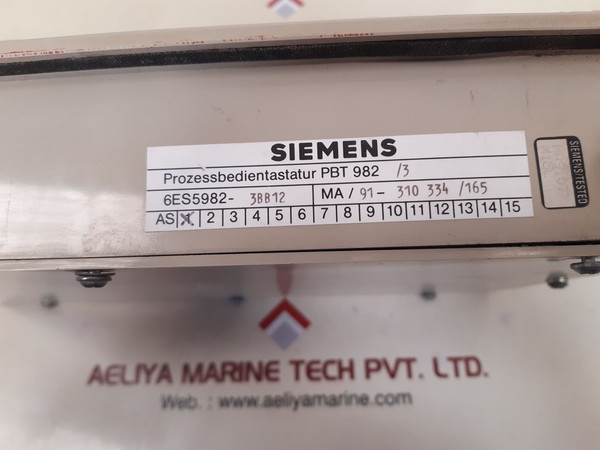 SIEMENS
Prozessbedientastatur PBT 982 /3
6ES5982- 3BB12 MA / 91- 310 334 /165
AS 1 2 3 4 5 6 7 8 9 10 11 12 13 14 15
SIEMENS/TESTED
AELIYA MARINE TECH PVT. LTD.
Web. : www.aeliyamarine.com